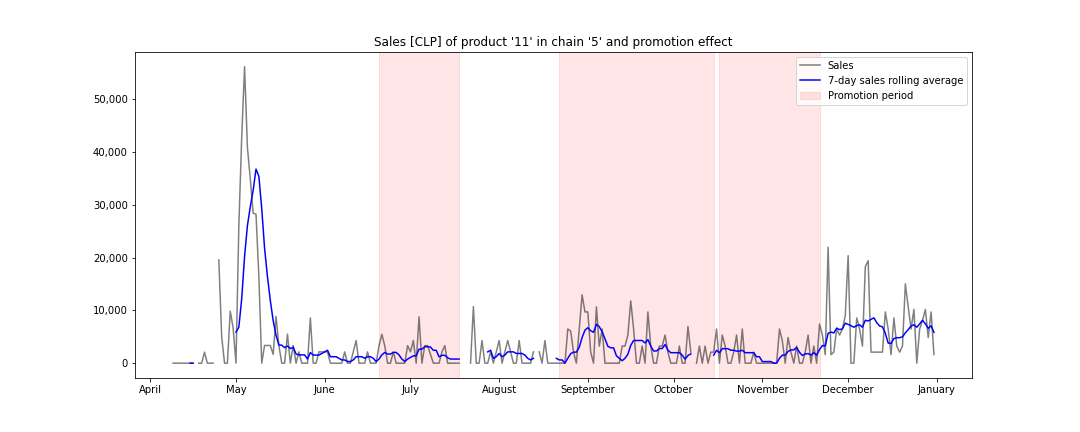 Sales [CLP] of product '11' in chain '5' and promotion effect
Sales
7-day sales rolling average
Promotion period
50,000
40,000
30,000
20,000
10,000
0
April May June July August September October November December January